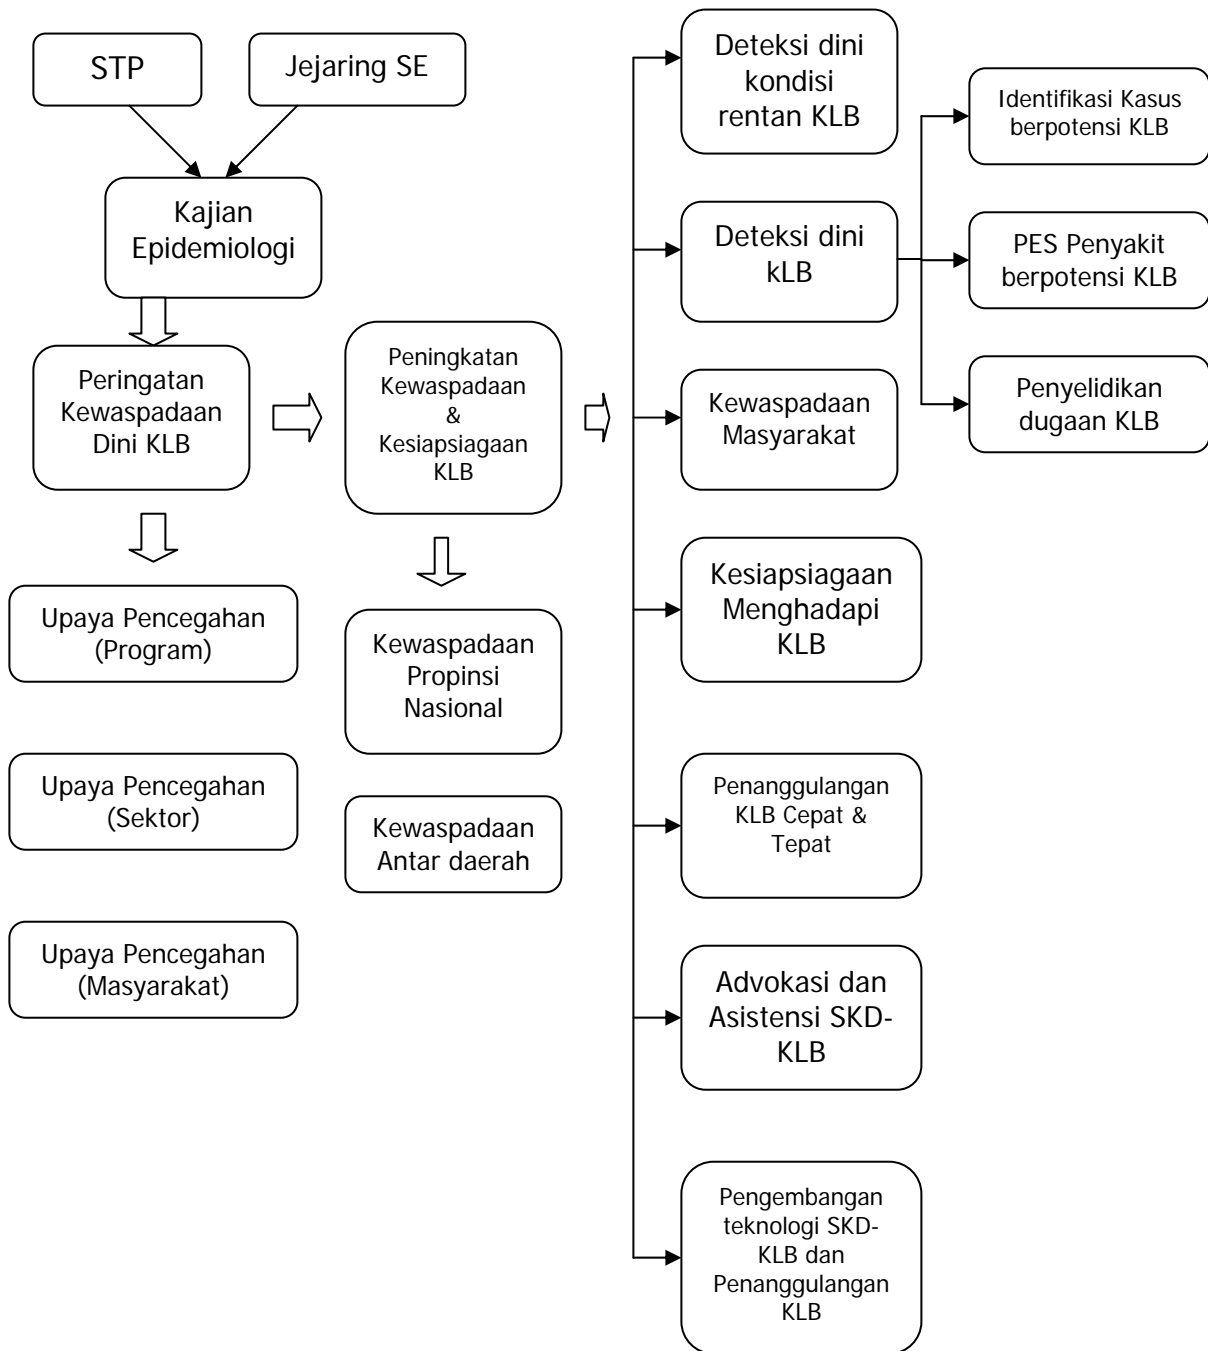 STP
Jejaring SE
Kajian
Epidemiologi
Peringatan
Kewaspadaan
Dini KLB
Upaya Pencegahan
(Program)
Upaya Pencegahan
(Sektor)
Upaya Pencegahan
(Masyarakat)
Peningkatan
Kewaspadaan
&
Kesiapsiagaan
KLB
Kewaspadaan
Propinsi
Nasional
Kewaspadaan
Antar daerah
Deteksi dini
kondisi
rentan KLB
Deteksi dini
kLB
Kewaspadaan
Masyarakat
Kesiapsiagaan
Menghadapi
KLB
Penanggulangan
KLB Cepat &
Tepat
Advokasi dan
Asistensi SKD-
KLB
Pengembangan
teknologi SKD-
KLB dan
Penanggulangan
KLB
Identifikasi Kasus
berpotensi KLB
PES Penyakit
berpotensi KLB
Penyelidikan
dugaan KLB